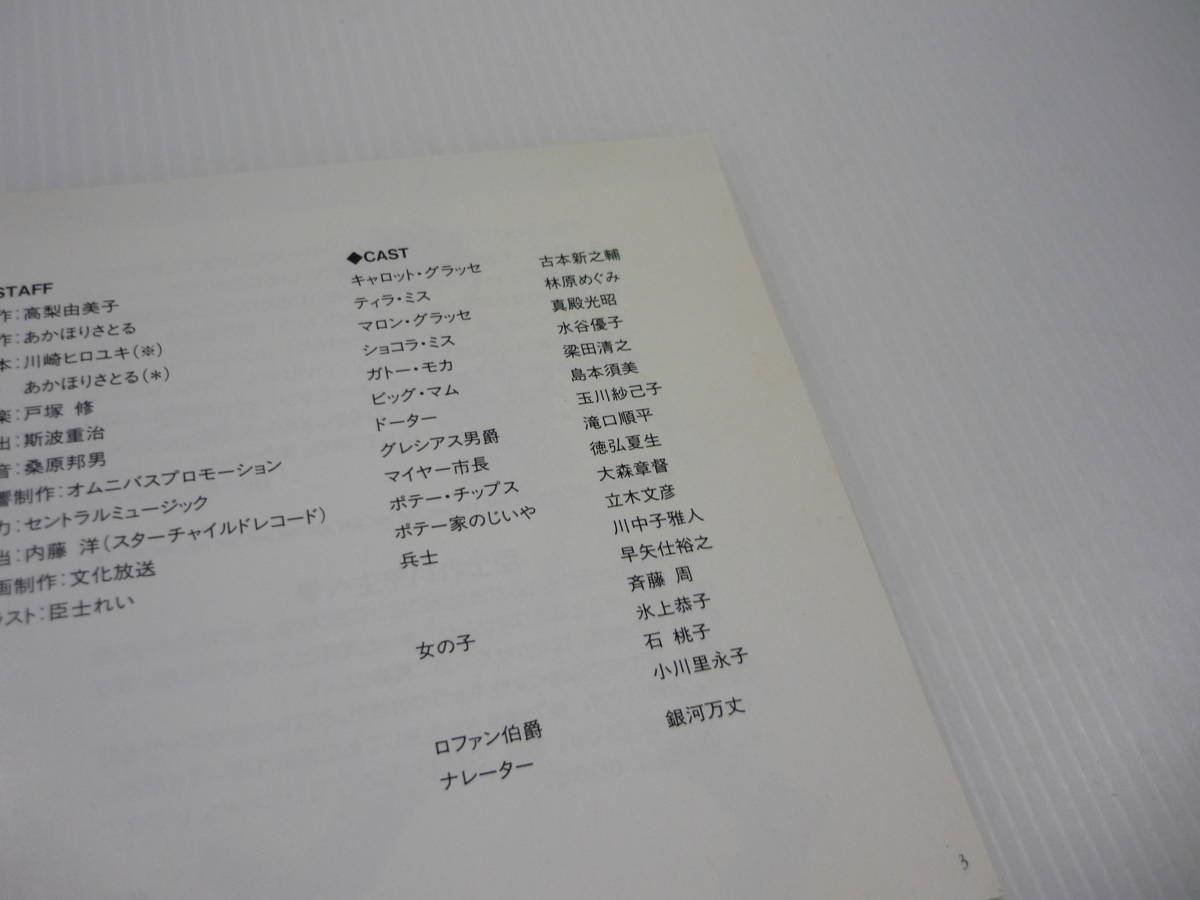 STAFF
作:高梨由美子
作:あかほりさとる
本:川崎ヒロユキ(※)
あかほりさとる(*)
楽:戸塚 修
出:斯波重治
音:桑原邦男
響制作:オムニバスプロモーション
力:セントラルミュージック
当:内藤 洋(スターチャイルドレコード)
画制作:文化放送
ラスト:臣士れい
◆CAST
キャロット・グラッセ 古本新之輔
ティラ・ミス 林原めぐみ
マロン・グラッセ 真殿光昭
ショコラ・ミス 水谷優子
ガトー・モカ 梁田清之
ビッグ・マム 島本須美
ドーター 玉川紗己子
グレシアス男爵 滝口順平
マイヤー市長 徳弘夏生
ポテー・チップス 大森章督
ポテー家のじいや 立木文彦
兵士 川中子雅人
早矢仕裕之
斉藤 周
女の子 氷上恭子
石 桃子
小川里永子
ロファン伯爵 銀河万丈
ナレーター
3